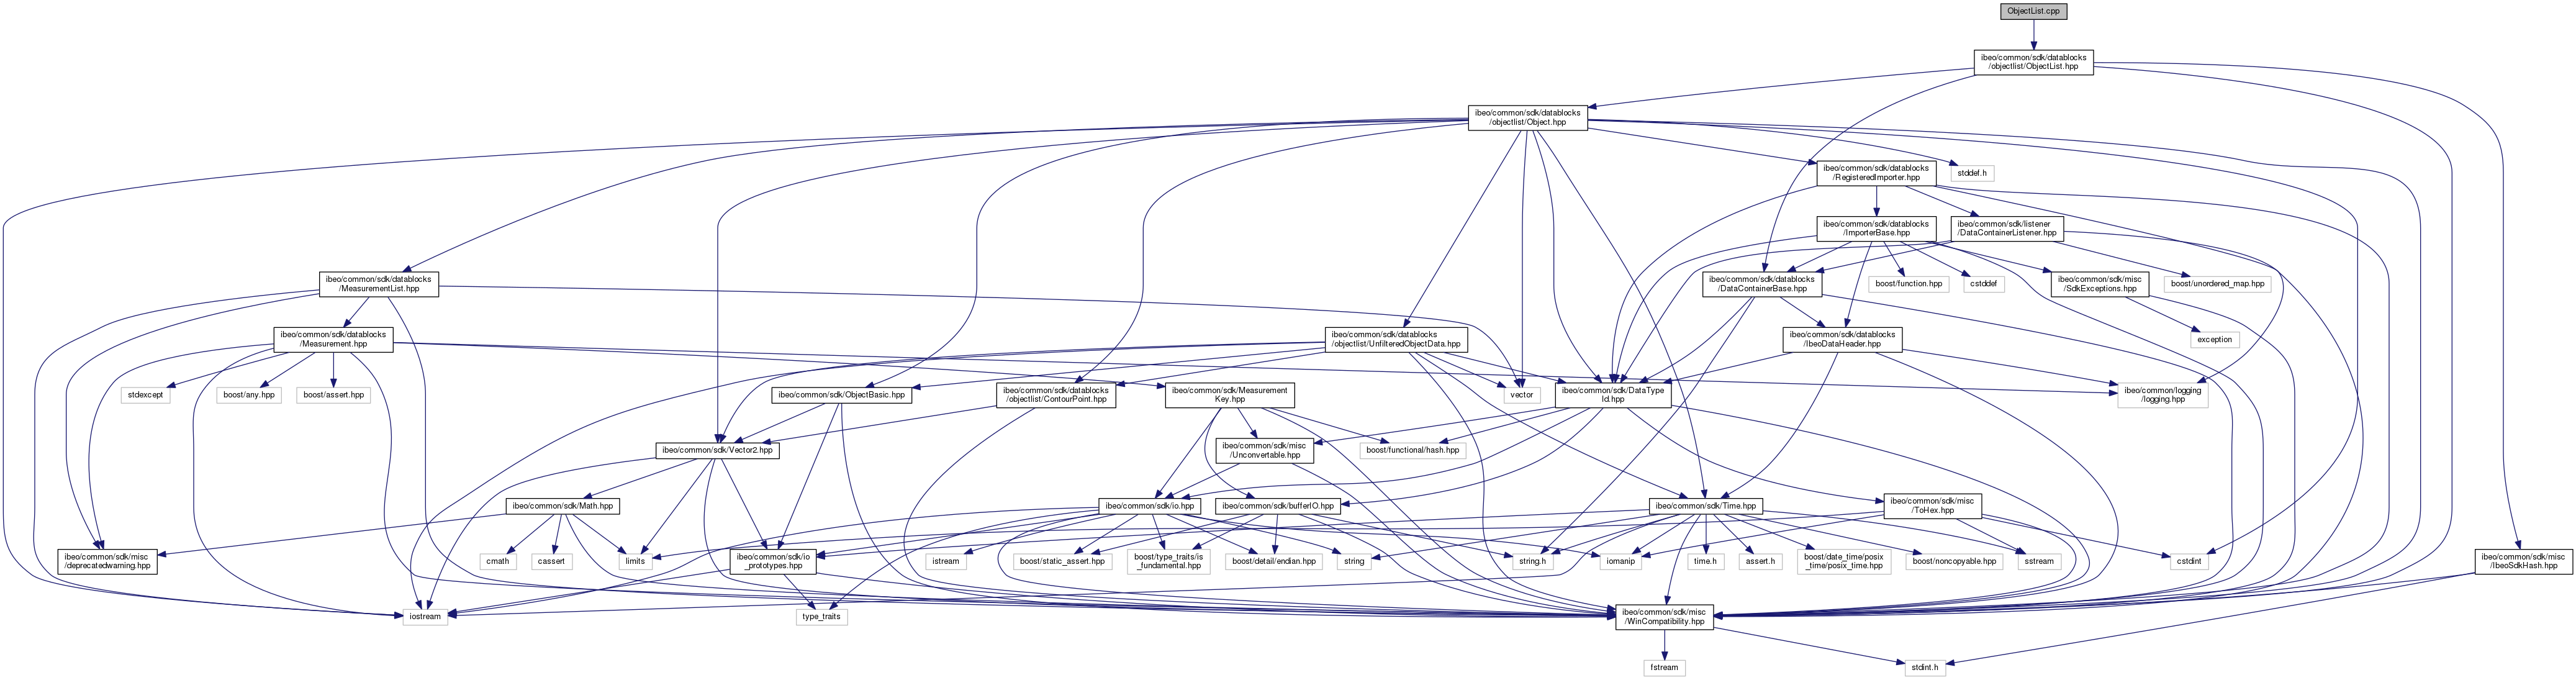 ObjectList.cpp
ibeo/common/sdk/datablocks
/objectlist/ObjectList.hpp
ibeo/common/sdk/datablocks
/objectlist/Object.hpp
ibeo/common/sdk/datablocks
/RegisteredImporter.hpp
stddef.h
ibeo/common/sdk/datablocks
/ImporterBase.hpp
ibeo/common/sdk/listener
/DataContainerListener.hpp
ibeo/common/sdk/datablocks
/MeasurementList.hpp
ibeo/common/sdk/datablocks
/DataContainerBase.hpp
boost/function.hpp
cstddef
ibeo/common/sdk/misc
/SdkExceptions.hpp
boost/unordered_map.hpp
ibeo/common/sdk/datablocks
/Measurement.hpp
ibeo/common/sdk/datablocks
/objectlist/UnfilteredObjectData.hpp
ibeo/common/sdk/datablocks
/IbeoDataHeader.hpp
exception
stdexcept
boost/any.hpp
boost/assert.hpp
ibeo/common/sdk/ObjectBasic.hpp
ibeo/common/sdk/datablocks
/objectlist/ContourPoint.hpp
ibeo/common/sdk/Measurement
Key.hpp
vector
ibeo/common/sdk/DataType
Id.hpp
ibeo/common/logging
/logging.hpp
ibeo/common/sdk/Vector2.hpp
ibeo/common/sdk/misc
/Unconvertable.hpp
boost/functional/hash.hpp
ibeo/common/sdk/Math.hpp
ibeo/common/sdk/io.hpp
ibeo/common/sdk/bufferIO.hpp
ibeo/common/sdk/Time.hpp
ibeo/common/sdk/misc
/ToHex.hpp
ibeo/common/sdk/misc
/deprecatedwarning.hpp
cmath
cassert
limits
ibeo/common/sdk/io
_prototypes.hpp
istream
boost/static_assert.hpp
boost/type_traits/is
_fundamental.hpp
boost/detail/endian.hpp
string
string.h
iomanip
time.h
assert.h
boost/date_time/posix
_time/posix_time.hpp
boost/noncopyable.hpp
sstream
cstdint
ibeo/common/sdk/misc
/IbeoSdkHash.hpp
iostream
type_traits
ibeo/common/sdk/misc
/WinCompatibility.hpp
fstream
stdint.h